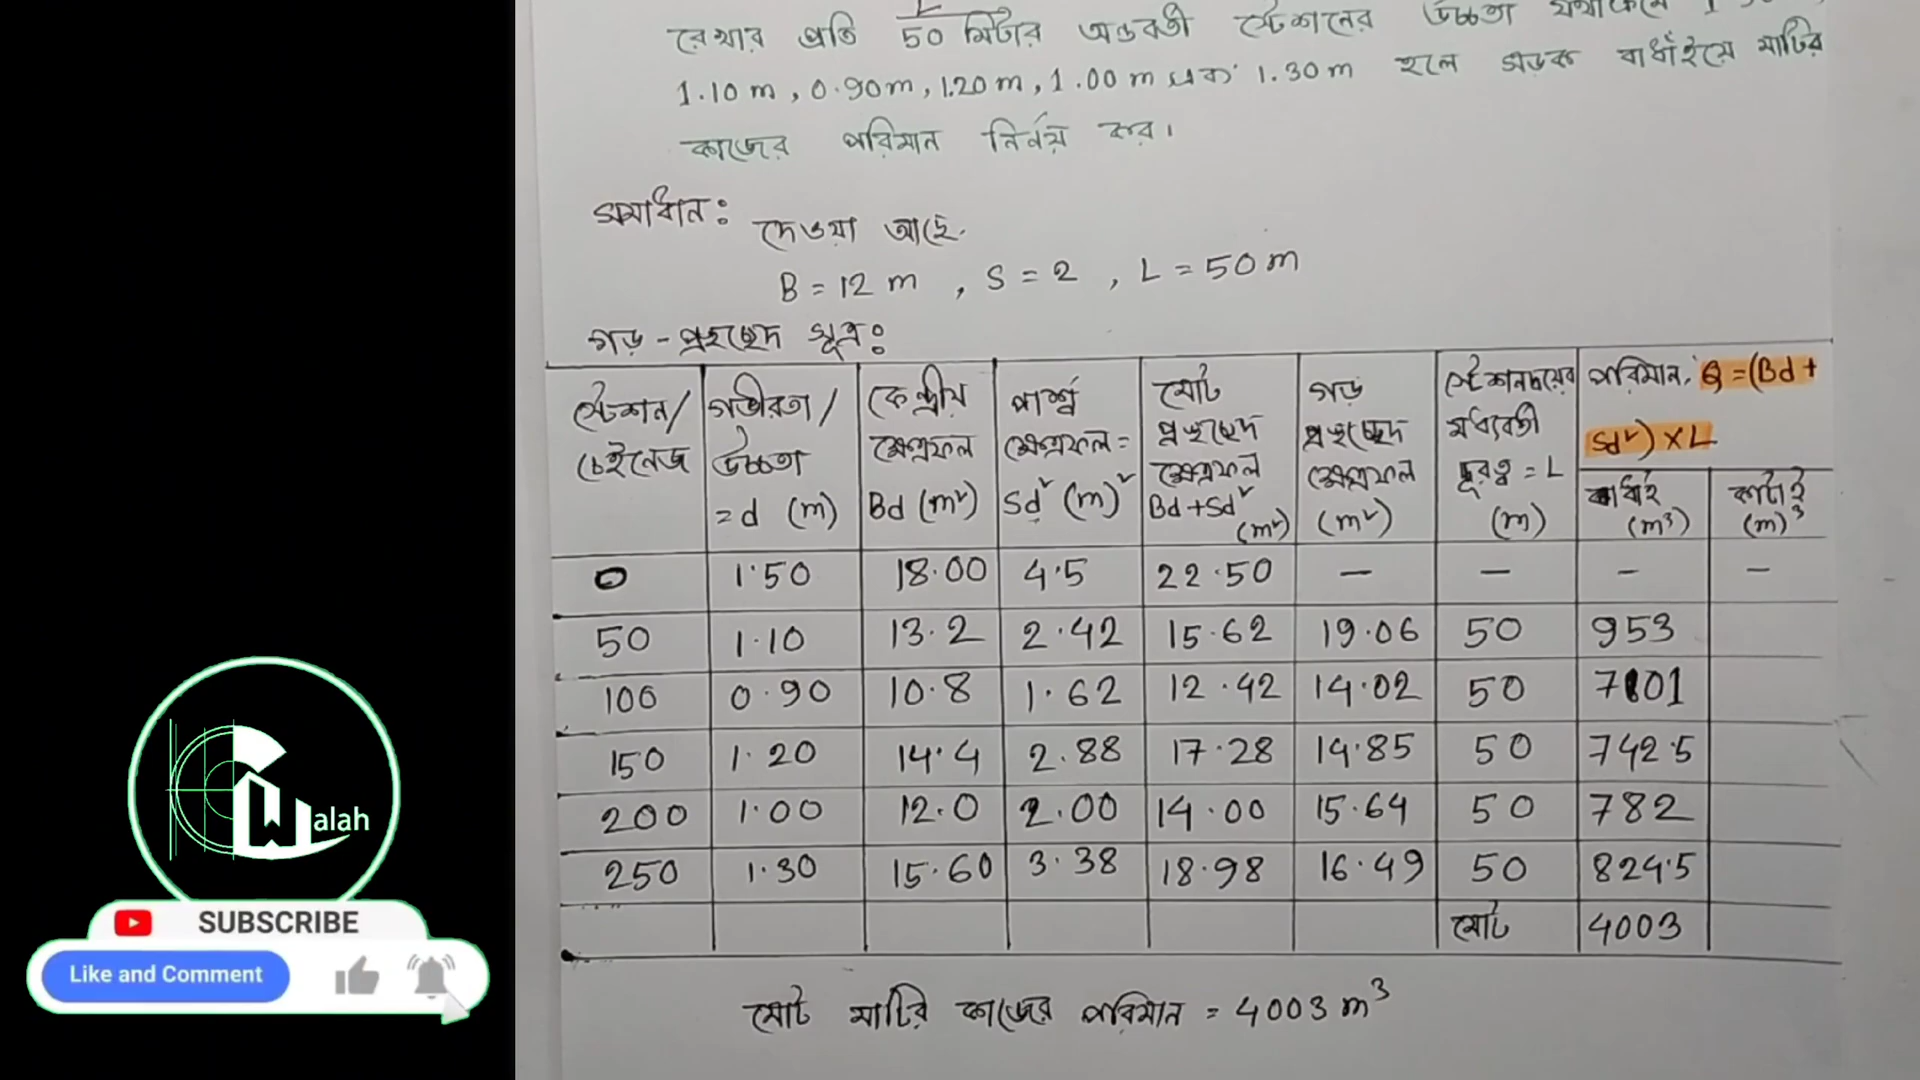 রেখার প্রতি 50 মিটার অন্তবর্তী স্টেশনের উচ্চতা যথাক্রমে
1.10 m, 0.90m, 1.20 m, 1.00 m এবং 1.30 m হলে সড়ক বাধাঁইয়ে মাটির
কাজের পরিমান নির্নয় কর।
সমাধান: দেওয়া আছে.
B = 12 m , S = 2 , L = 50 m
গড় - প্রস্থচ্ছেদ সূত্র:
স্টেশন/ চেইনেজ | গভীরতা/ উচ্চতা = d (m) | কেন্দ্রীয় ক্ষেত্রফল Bd (m²) | পার্শ্ব ক্ষেত্রফল = Sd² (m)² | মোট প্রস্থচ্ছেদ ক্ষেত্রফল Bd + Sd² (m²) | গড় প্রস্থচ্ছেদ ক্ষেত্রফল (m²) | স্টেশনদ্বয়ের মধ্যবর্তী দূরত্ব = L (m) | পরিমান, Q = (Bd + Sd²) × L
বাধাঁই (m³) | কাটাই (m)³
0 | 1.50 | 18.00 | 4.5 | 22.50 | — | — | — | —
50 | 1.10 | 13.2 | 2.42 | 15.62 | 19.06 | 50 | 953
100 | 0.90 | 10.8 | 1.62 | 12.42 | 14.02 | 50 | 701
150 | 1.20 | 14.4 | 2.88 | 17.28 | 14.85 | 50 | 742.5
200 | 1.00 | 12.0 | 2.00 | 14.00 | 15.64 | 50 | 782
250 | 1.30 | 15.60 | 3.38 | 18.98 | 16.49 | 50 | 824.5
মোট | 4003
মোট মাটির কাজের পরিমান = 4003 m³
alah
SUBSCRIBE
Like and Comment